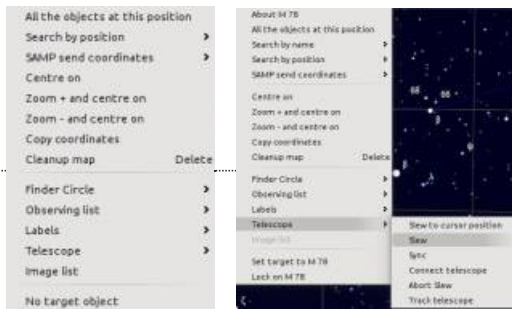 All the objects at this position
Search by position
SAMP send coordinates
Centre on
Zoom + and centre on
Zoom - and centre on
Copy coordinates
Cleanup map Delete
Finder Circle
Observing list
Labels
Telescope
Image list
No target object
About M 78
All the objects at this position
Search by name
Search by position
SAMP send coordinates
Centre on
Zoom + and centre on
Zoom - and centre on
Copy coordinates
Cleanup map Delete
Finder Circle
Observing list
Labels
Telescope
Image list
Set target to M 78
Lock on M 78
Slew to cursor position
Slew
Sync
Connect telescope
Abort Slew
Track telescope